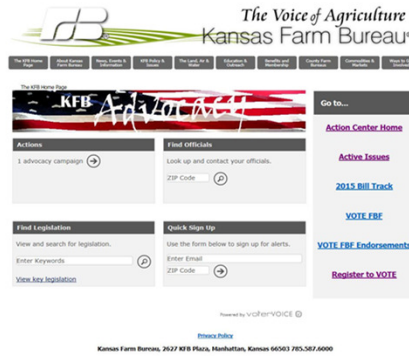 The Voice of Agriculture
Kansas Farm Bureau
The KFB Home Page
About Kansas Farm Bureau
News, Events & Information
KFB Policy & Issues
The Land, Air & Water
Education & Outreach
Benefits and Membership
County Farm Bureaus
Commodities & Markets
The KFB Home Page
KFB Advocacy
Actions
1 advocacy campaign
Find Officials
Look up and contact your officials.
ZIP Code
Find Legislation
View and search for legislation.
Enter Keywords
View key legislation
Quick Sign Up
Use the form below to sign up for alerts.
Enter Email
ZIP Code
Go to...
Action Center Home
Active Issues
2015 Bill Track
VOTE FBF
VOTE FBF Endorsements
Register to VOTE
Powered by VOTERVOICE
Privacy Policy
Kansas Farm Bureau, 2627 KFB Plaza, Manhattan, Kansas 66503 785.587.6000